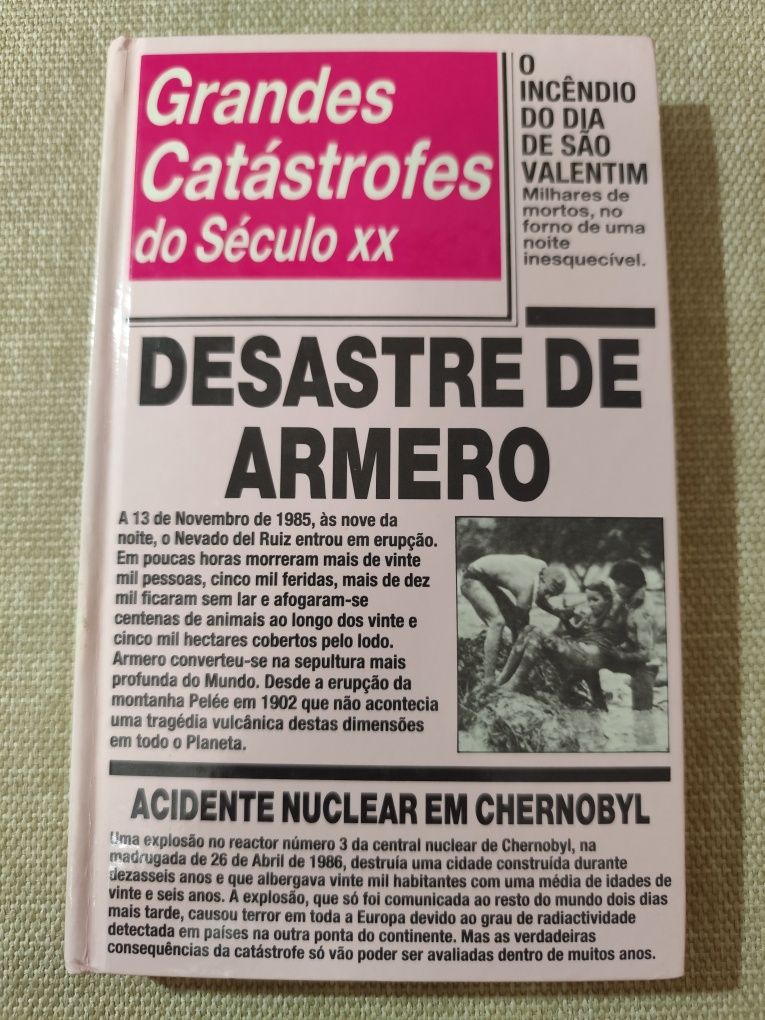 Grandes
Catástrofes
do Século XX
O
INCÊNDIO
DO DIA
DE SÃO
VALENTIM
Milhares de
mortos, no
forno de uma
noite
inesquecível.
DESASTRE DE
ARMERO
A 13 de Novembro de 1985, às nove da
noite, o Nevado del Ruiz entrou em erupção.
Em poucas horas morreram mais de vinte
mil pessoas, cinco mil feridas, mais de dez
mil ficaram sem lar e afogaram-se
centenas de animais ao longo dos vinte e
cinco mil hectares cobertos pelo lodo.
Armero converteu-se na sepultura mais
profunda do Mundo. Desde a erupção da
montanha Pelée em 1902 que não acontecia
uma tragédia vulcânica destas dimensões
em todo o Planeta.
ACIDENTE NUCLEAR EM CHERNOBYL
Uma explosão no reactor número 3 da central nuclear de Chernobyl, na
madrugada de 26 de Abril de 1986, destruía uma cidade construída durante
dezasseis anos e que albergava vinte mil habitantes com uma média de idades de
vinte e seis anos. A explosão, que só foi comunicada ao resto do mundo dois dias
mais tarde, causou terror em toda a Europa devido ao grau de radiactividade
detectada em países na outra ponta do continente. Mas as verdadeiras
consequências da catástrofe só vão poder ser avaliadas dentro de muitos anos.